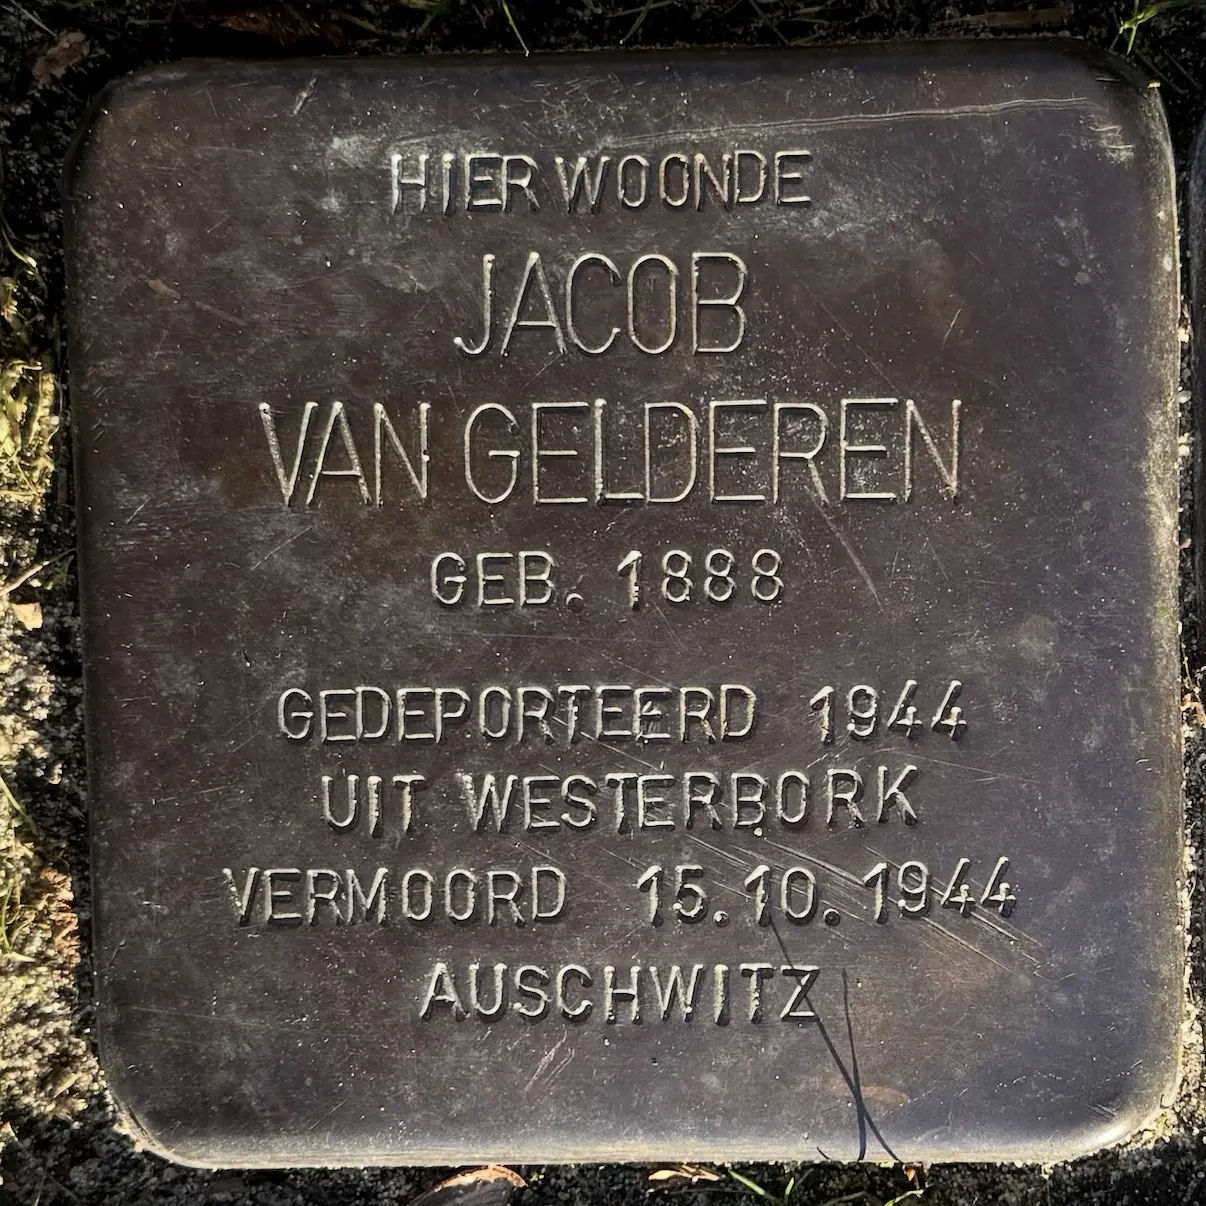 HIER WOONDE
JACOB
VAN GELDEREN
GEB. 1888
GEDEPORTEERD 1944
UIT WESTERBORK
VERMOORD 15.10.1944
AUSCHWITZ